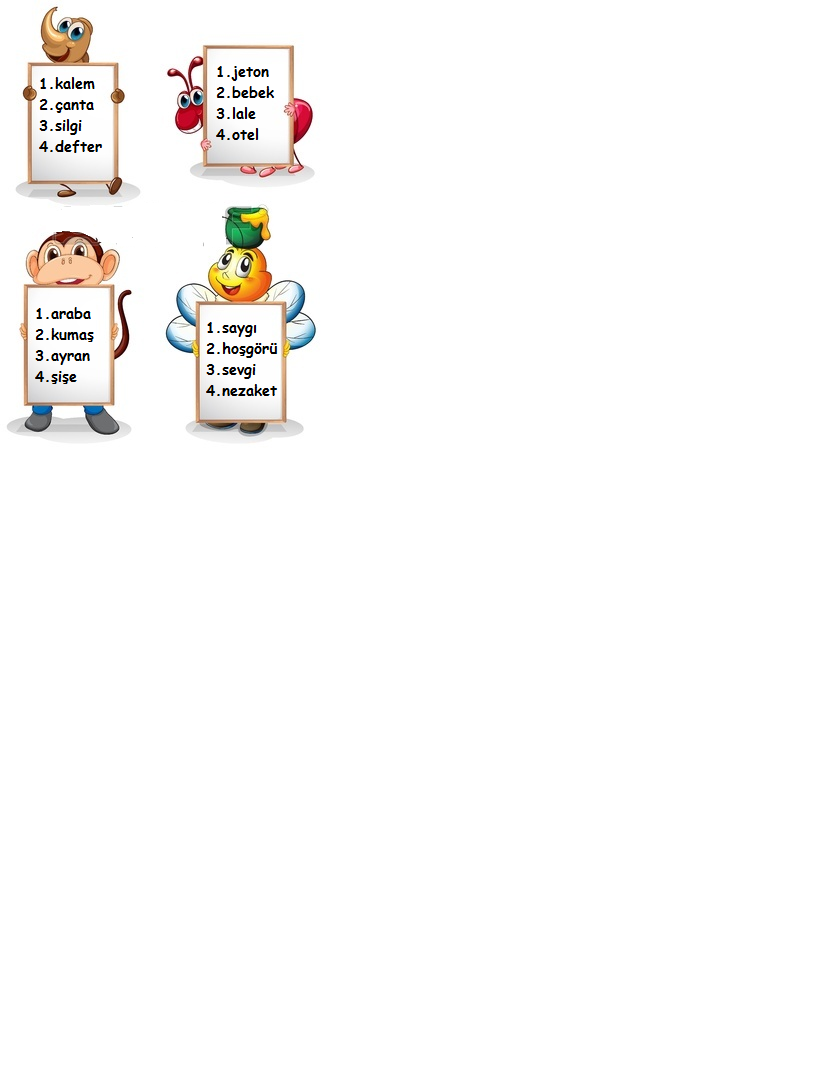 1.kalem
2.çanta
3.silgi
4.defter
1.jeton
2.bebek
3.lale
4.otel
1.araba
2.kumaş
3.ayran
4.şişe
1.saygı
2.hoşgörü
3.sevgi
4.nezaket